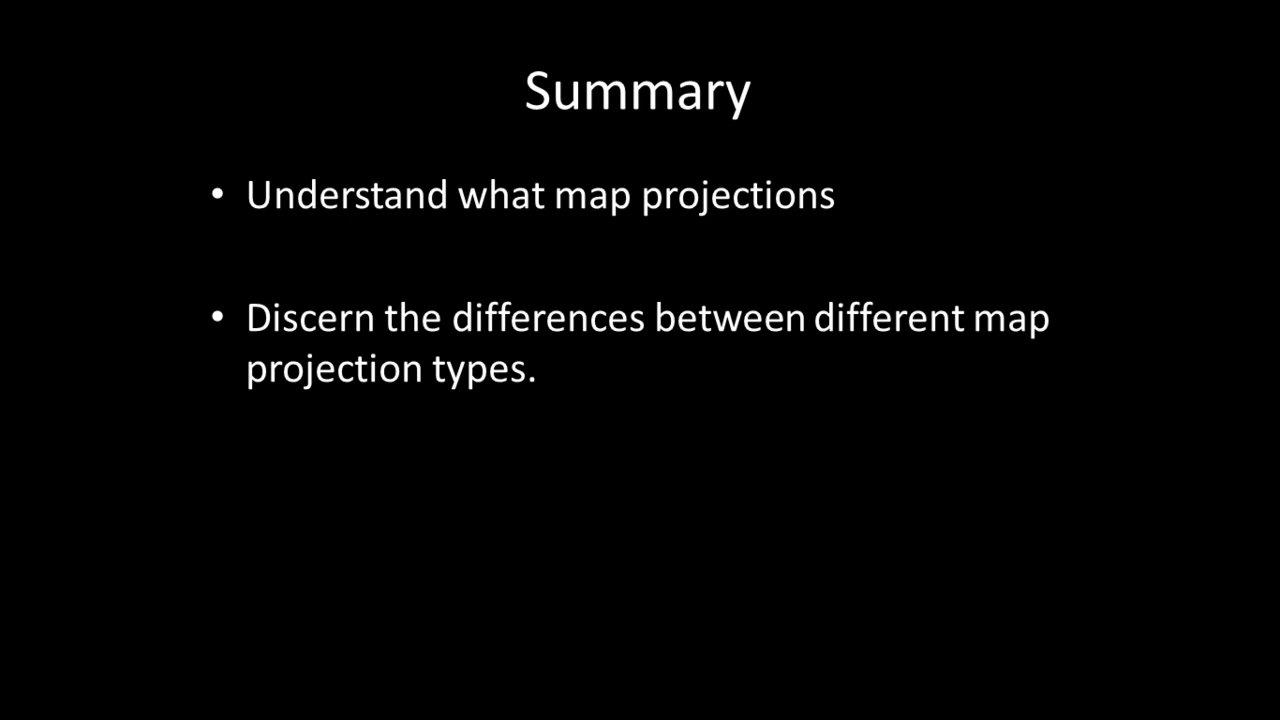 Summary
• Understand what map projections
• Discern the differences between different map
projection types.